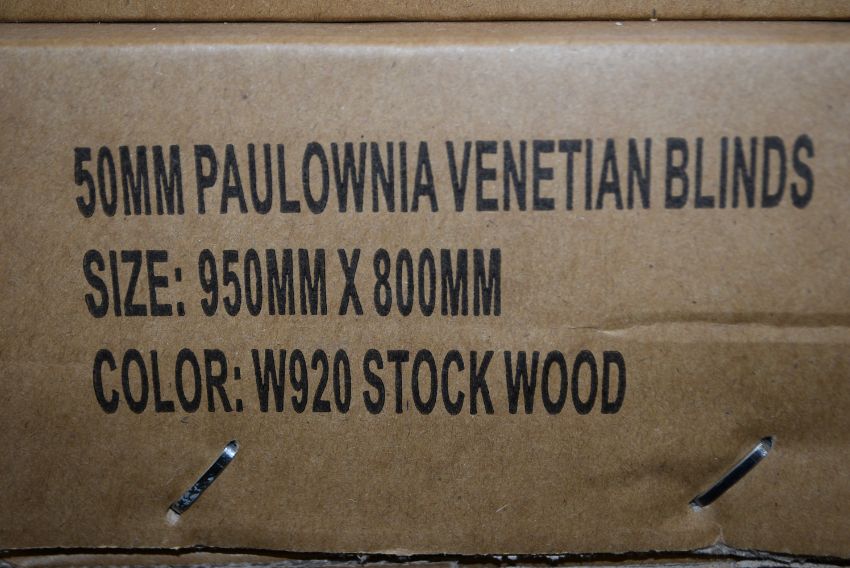 50MM PAULOWNIA VENETIAN BLINDS
SIZE: 950MM X 800MM
COLOR: W920 STOCK WOOD